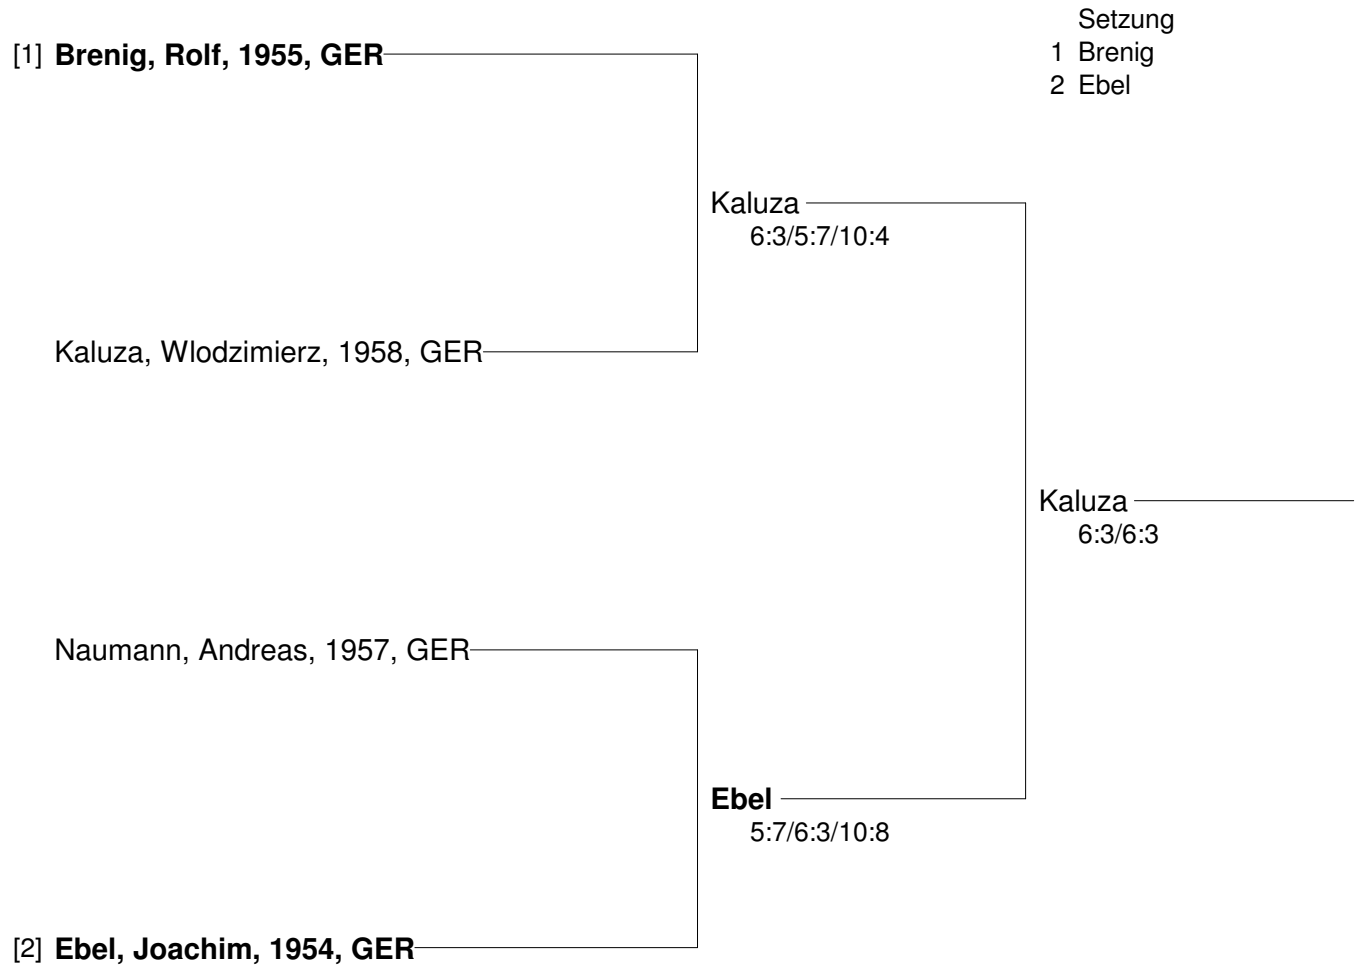 Setzung
1 Brenig
2 Ebel
[1] Brenig, Rolf, 1955, GER
Kaluza
6:3/5:7/10:4
Kaluza, Wlodzimierz, 1958, GER
Kaluza
6:3/6:3
Naumann, Andreas, 1957, GER
Ebel
5:7/6:3/10:8
[2] Ebel, Joachim, 1954, GER